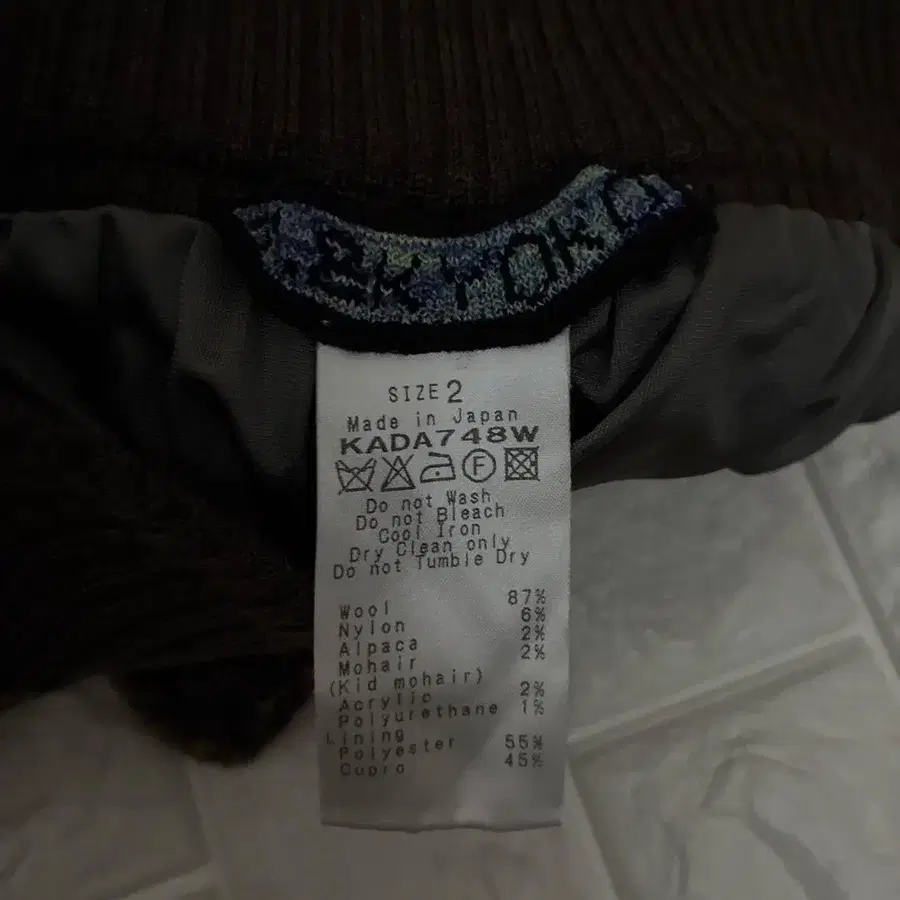 SIZE 2
Made in Japan
KADA748W
F
Do not Wash
Do not Bleach
Cool Iron
Dry Clean only
Do not Tumble Dry
Wool 87%
Nylon 6%
Alpaca 2%
Mohair 2%
(Kid mohair)
Acrylic 2%
Polyurethane 1%
Lining
Polyester 55%
Cupro 45%